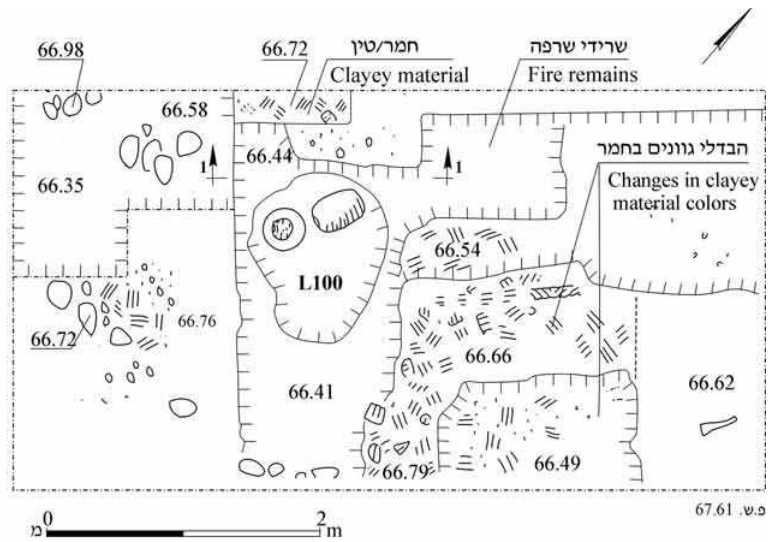 66.98
66.72
חמר/טין
Clayey material
שרידי שרפה
Fire remains
66.58
66.44
1
1
הבדלי גוונים בחמר
Changes in clayey
material colors
66.35
66.54
L100
66.72
66.76
66.66
66.41
66.62
66.79
66.49
פ.ש. 67.61
0
2
מ
m